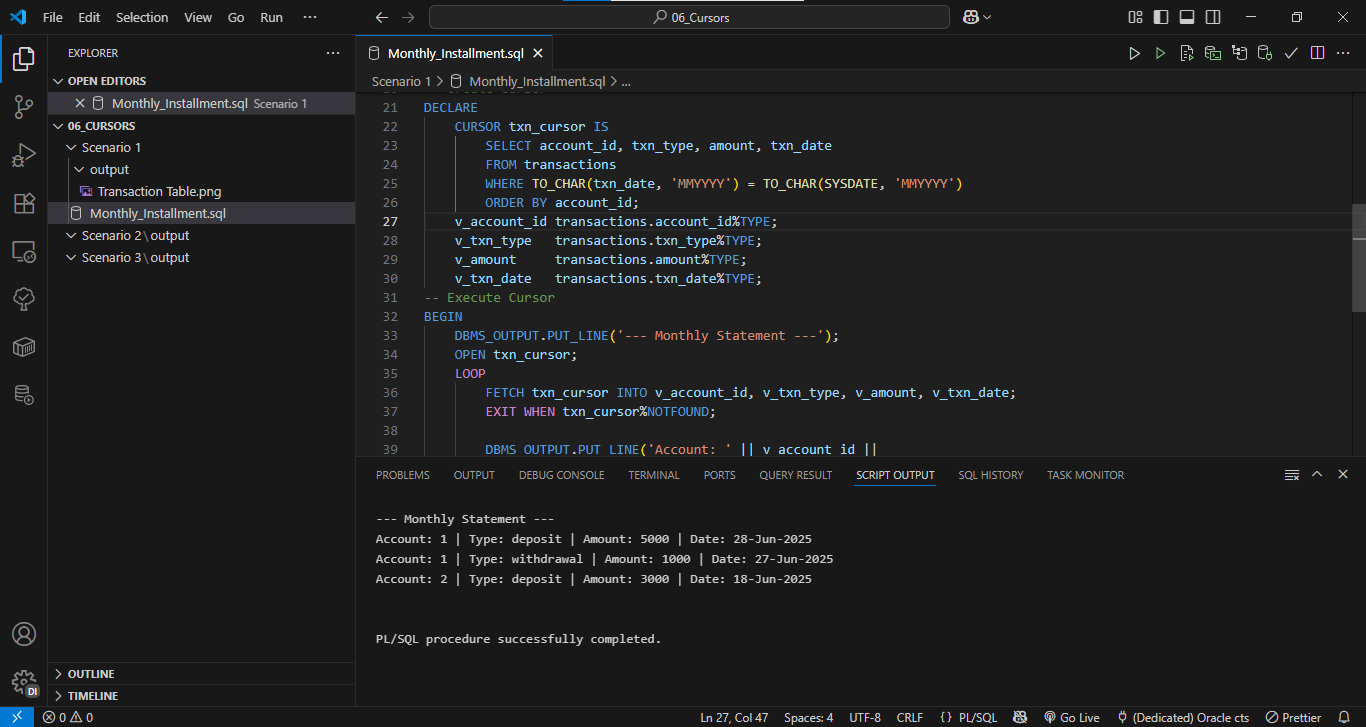 File Edit Selection View Go Run ···
06_Cursors
EXPLORER
OPEN EDITORS
Monthly_Installment.sql Scenario 1
06_CURSORS
Scenario 1
output
Transaction Table.png
Monthly_Installment.sql
Scenario 2\output
Scenario 3\output
OUTLINE
TIMELINE
Monthly_Installment.sql
Scenario 1 > Monthly_Installment.sql > ...
21 DECLARE
22 CURSOR txn_cursor IS
23 SELECT account_id, txn_type, amount, txn_date
24 FROM transactions
25 WHERE TO_CHAR(txn_date, 'MMYYYY') = TO_CHAR(SYSDATE, 'MMYYYY')
26 ORDER BY account_id;
27 v_account_id transactions.account_id%TYPE;
28 v_txn_type transactions.txn_type%TYPE;
29 v_amount transactions.amount%TYPE;
30 v_txn_date transactions.txn_date%TYPE;
31 -- Execute Cursor
32 BEGIN
33 DBMS_OUTPUT.PUT_LINE('--- Monthly Statement ---');
34 OPEN txn_cursor;
35 LOOP
36 FETCH txn_cursor INTO v_account_id, v_txn_type, v_amount, v_txn_date;
37 EXIT WHEN txn_cursor%NOTFOUND;
38
39 DBMS_OUTPUT.PUT_LINE('Account: ' || v_account_id ||
PROBLEMS OUTPUT DEBUG CONSOLE TERMINAL PORTS QUERY RESULT SCRIPT OUTPUT SQL HISTORY TASK MONITOR
--- Monthly Statement ---
Account: 1 | Type: deposit | Amount: 5000 | Date: 28-Jun-2025
Account: 1 | Type: withdrawal | Amount: 1000 | Date: 27-Jun-2025
Account: 2 | Type: deposit | Amount: 3000 | Date: 18-Jun-2025
PL/SQL procedure successfully completed.
DI
0 0 Ln 27, Col 47 Spaces: 4 UTF-8 CRLF {} PL/SQL Go Live (Dedicated) Oracle cts Prettier